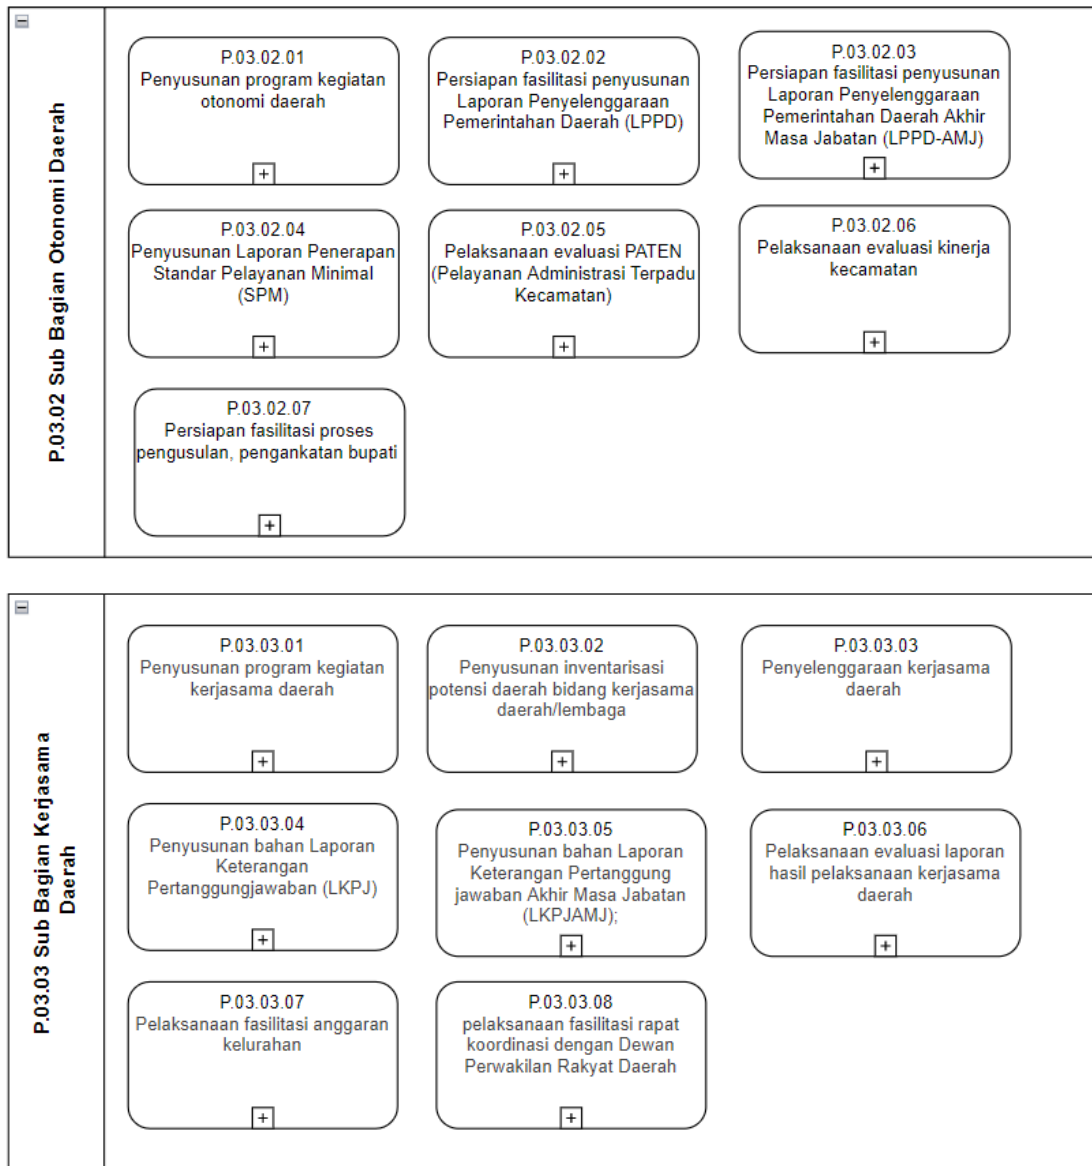 P.03.02 Sub Bagian Otonomi Daerah
P.03.02.01
Penyusunan program kegiatan
otonomi daerah
P.03.02.02
Persiapan fasilitasi penyusunan
Laporan Penyelenggaraan
Pemerintahan Daerah (LPPD)
P.03.02.03
Persiapan fasilitasi penyusunan
Laporan Penyelenggaraan
Pemerintahan Daerah Akhir
Masa Jabatan (LPPD-AMJ)
P.03.02.04
Penyusunan Laporan Penerapan
Standar Pelayanan Minimal
(SPM)
P.03.02.05
Pelaksanaan evaluasi PATEN
(Pelayanan Administrasi Terpadu
Kecamatan)
P.03.02.06
Pelaksanaan evaluasi kinerja
kecamatan
P.03.02.07
Persiapan fasilitasi proses
pengusulan, pengankatan bupati
P.03.03 Sub Bagian Kerjasama
Daerah
P.03.03.01
Penyusunan program kegiatan
kerjasama daerah
P.03.03.02
Penyusunan inventarisasi
potensi daerah bidang kerjasama
daerah/lembaga
P.03.03.03
Penyelenggaraan kerjasama
daerah
P.03.03.04
Penyusunan bahan Laporan
Keterangan
Pertanggungjawaban (LKPJ)
P.03.03.05
Penyusunan bahan Laporan
Keterangan Pertanggung
jawaban Akhir Masa Jabatan
(LKPJAMJ);
P.03.03.06
Pelaksanaan evaluasi laporan
hasil pelaksanaan kerjasama
daerah
P.03.03.07
Pelaksanaan fasilitasi anggaran
kelurahan
P.03.03.08
pelaksanaan fasilitasi rapat
koordinasi dengan Dewan
Perwakilan Rakyat Daerah